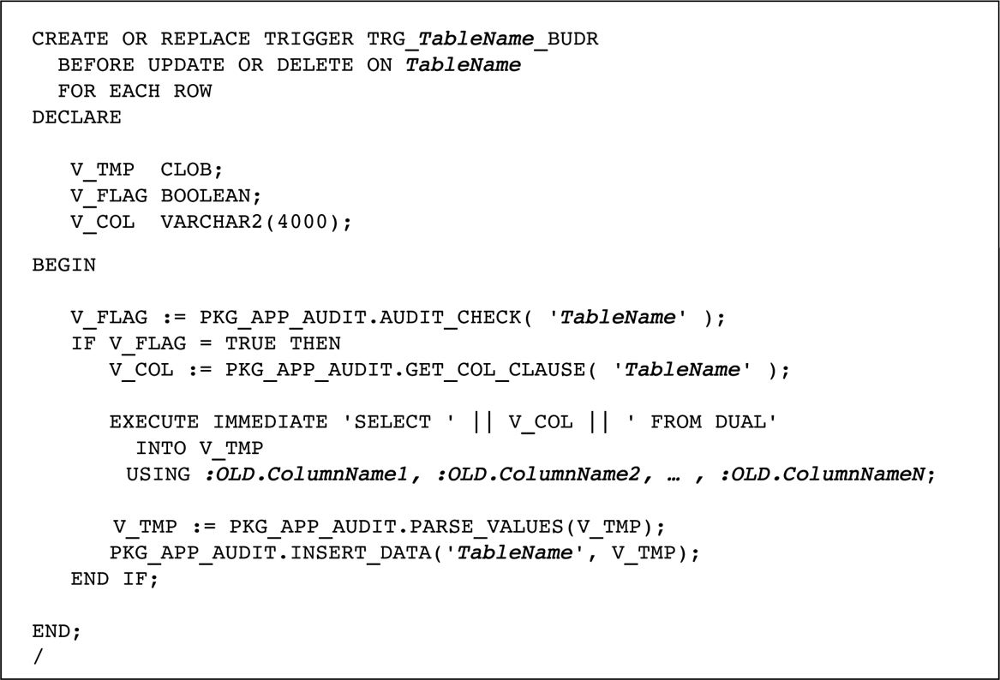 CREATE OR REPLACE TRIGGER TRG_TableName_BUDR
BEFORE UPDATE OR DELETE ON TableName
FOR EACH ROW
DECLARE
V_TMP CLOB;
V_FLAG BOOLEAN;
V_COL VARCHAR2(4000);
BEGIN
V_FLAG := PKG_APP_AUDIT.AUDIT_CHECK( 'TableName' );
IF V_FLAG = TRUE THEN
V_COL := PKG_APP_AUDIT.GET_COL_CLAUSE( 'TableName' );
EXECUTE IMMEDIATE 'SELECT ' || V_COL || ' FROM DUAL'
INTO V_TMP
USING :OLD.ColumnName1, :OLD.ColumnName2, … , :OLD.ColumnNameN;
V_TMP := PKG_APP_AUDIT.PARSE_VALUES(V_TMP);
PKG_APP_AUDIT.INSERT_DATA('TableName', V_TMP);
END IF;
END;
/